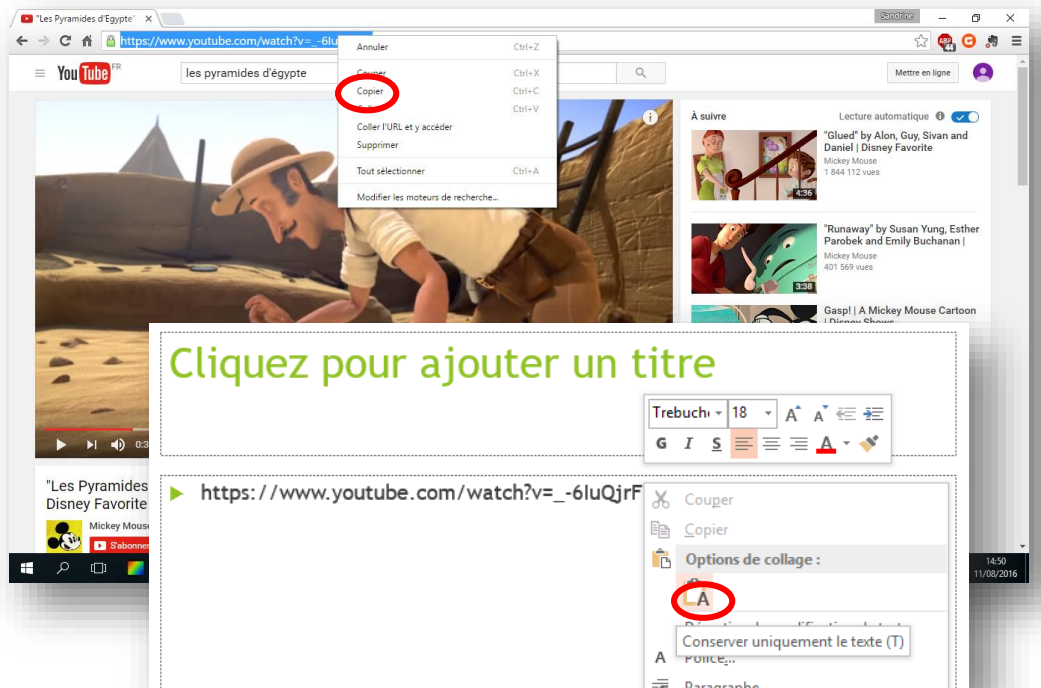 "Les Pyramides d'Egypte"
Sandrine
https://www.youtube.com/watch?v=_-6lu
ABP
44
G
YouTube FR
les pyramides d'égypte
Mettre en ligne
Annuler Ctrl+Z
Couper Ctrl+X
Copier Ctrl+C
Ctrl+V
Coller l'URL et y accéder
Supprimer
Tout sélectionner Ctrl+A
Modifier les moteurs de recherche...
À suivre Lecture automatique
"Glued" by Alon, Guy, Sivan and
Daniel | Disney Favorite
Mickey Mouse
1 844 112 vues
4:36
"Runaway" by Susan Yung, Esther
Parobek and Emily Buchanan |
Mickey Mouse
401 569 vues
3:38
Gasp! | A Mickey Mouse Cartoon
| Disney Shows
0:3
"Les Pyramides
Disney Favorite
Mickey Mouse
S'abonner
14:50
11/08/2016
Cliquez pour ajouter un titre
Trebuch 18 A A
G I S A
https://www.youtube.com/watch?v=_-6luQjrF
Couper
Copier
Options de collage :
A
Conserver uniquement le texte (T)
A Police...
Paragraphe